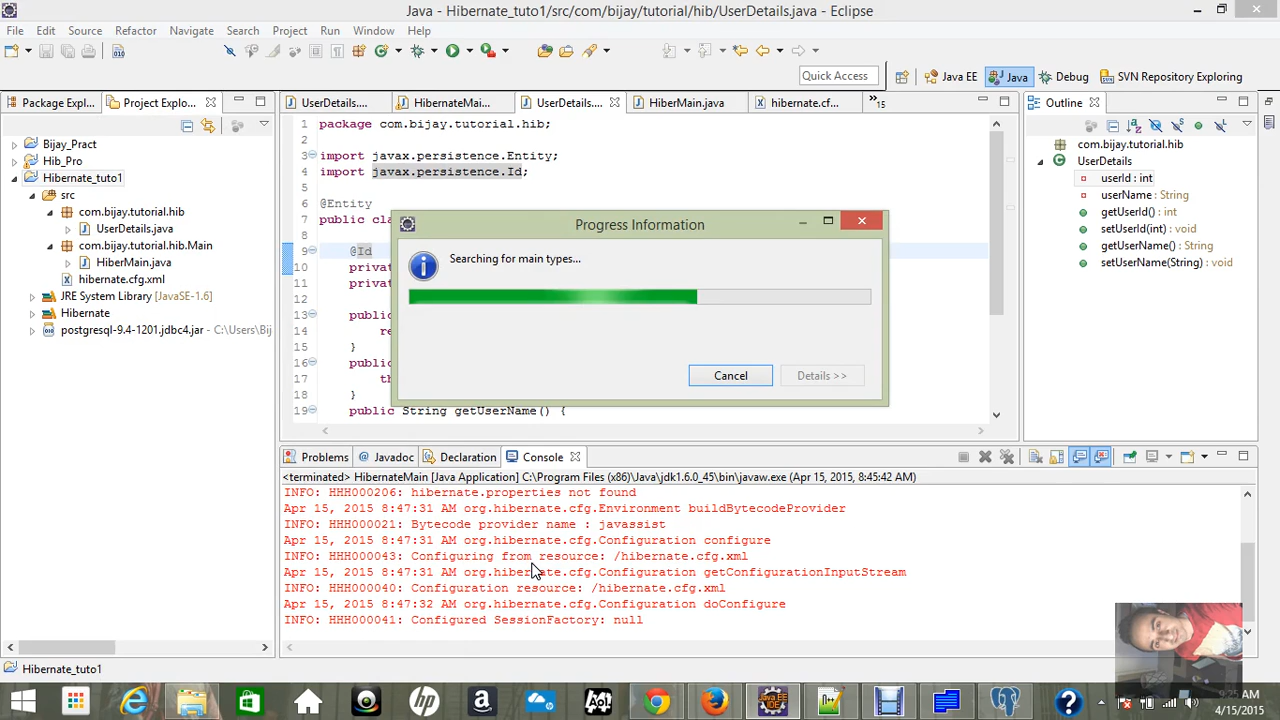 Java - Hibernate_tuto1/src/com/bijay/tutorial/hib/UserDetails.java - Eclipse
File Edit Source Refactor Navigate Search Project Run Window Help
Quick Access Java EE Java Debug SVN Repository Exploring
Package Expl... Project Explo...
Bijay_Pract
Hib_Pro
Hibernate_tuto1
src
com.bijay.tutorial.hib
UserDetails.java
com.bijay.tutorial.hib.Main
HiberMain.java
hibernate.cfg.xml
JRE System Library [JavaSE-1.6]
Hibernate
postgresql-9.4-1201.jdbc4.jar - C:\Users\Bij
UserDetails.... HibernateMai... UserDetails.... HiberMain.java hibernate.cf... »15
1 package com.bijay.tutorial.hib;
2
3 import javax.persistence.Entity;
4 import javax.persistence.Id;
5
6 @Entity
7 public cla
8
9 @Id
10 privat
11 privat
12
13 public
14 re
15 }
16 public
17 th
18 }
19 public String getUserName() {
Progress Information
Searching for main types...
Cancel Details >>
Outline
com.bijay.tutorial.hib
UserDetails
userId : int
userName : String
getUserId() : int
setUserId(int) : void
getUserName() : String
setUserName(String) : void
Problems Javadoc Declaration Console
<terminated> HibernateMain [Java Application] C:\Program Files (x86)\Java\jdk1.6.0_45\bin\javaw.exe (Apr 15, 2015, 8:45:42 AM)
INFO: HHH000206: hibernate.properties not found
Apr 15, 2015 8:47:31 AM org.hibernate.cfg.Environment buildBytecodeProvider
INFO: HHH000021: Bytecode provider name : javassist
Apr 15, 2015 8:47:31 AM org.hibernate.cfg.Configuration configure
INFO: HHH000043: Configuring from resource: /hibernate.cfg.xml
Apr 15, 2015 8:47:31 AM org.hibernate.cfg.Configuration getConfigurationInputStream
INFO: HHH000040: Configuration resource: /hibernate.cfg.xml
Apr 15, 2015 8:47:32 AM org.hibernate.cfg.Configuration doConfigure
INFO: HHH000041: Configured SessionFactory: null
Hibernate_tuto1
hp a JAVA EE IDE
4/15/2015